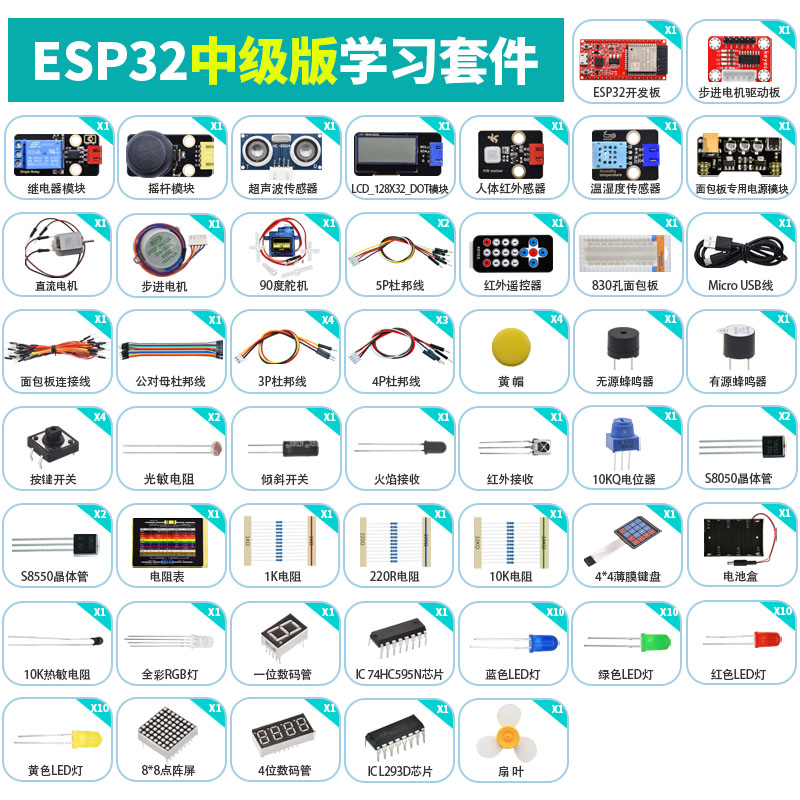 ESP32中级版学习套件
X1
ESP32开发板
X1
步进电机驱动板
X1
继电器模块
X1
摇杆模块
X1
超声波传感器
X1
LCD_128X32_DOT模块
X1
人体红外感器
X1
温湿度传感器
X1
面包板专用电源模块
X1
直流电机
X1
步进电机
X1
90度舵机
X2
5P杜邦线
X1
红外遥控器
X1
830孔面包板
X1
Micro USB线
X1
面包板连接线
X1
公对母杜邦线
X4
3P杜邦线
X3
4P杜邦线
X4
黄 帽
X1
无源蜂鸣器
X1
有源蜂鸣器
X4
按键开关
X2
光敏电阻
X1
倾斜开关
X1
火焰接收
X1
红外接收
X1
10KQ电位器
X2
S8050晶体管
X2
S8550晶体管
X1
电阻表
X1
1K电阻
X1
220R电阻
X1
10K电阻
X1
4*4薄膜键盘
X1
电池盒
X1
10K热敏电阻
X1
全彩RGB灯
X1
一位数码管
X1
IC 74HC595N芯片
X10
蓝色LED灯
X10
绿色LED灯
X10
红色LED灯
X10
黄色LED灯
X1
8*8点阵屏
X1
4位数码管
X1
IC L293D芯片
X1
扇 叶